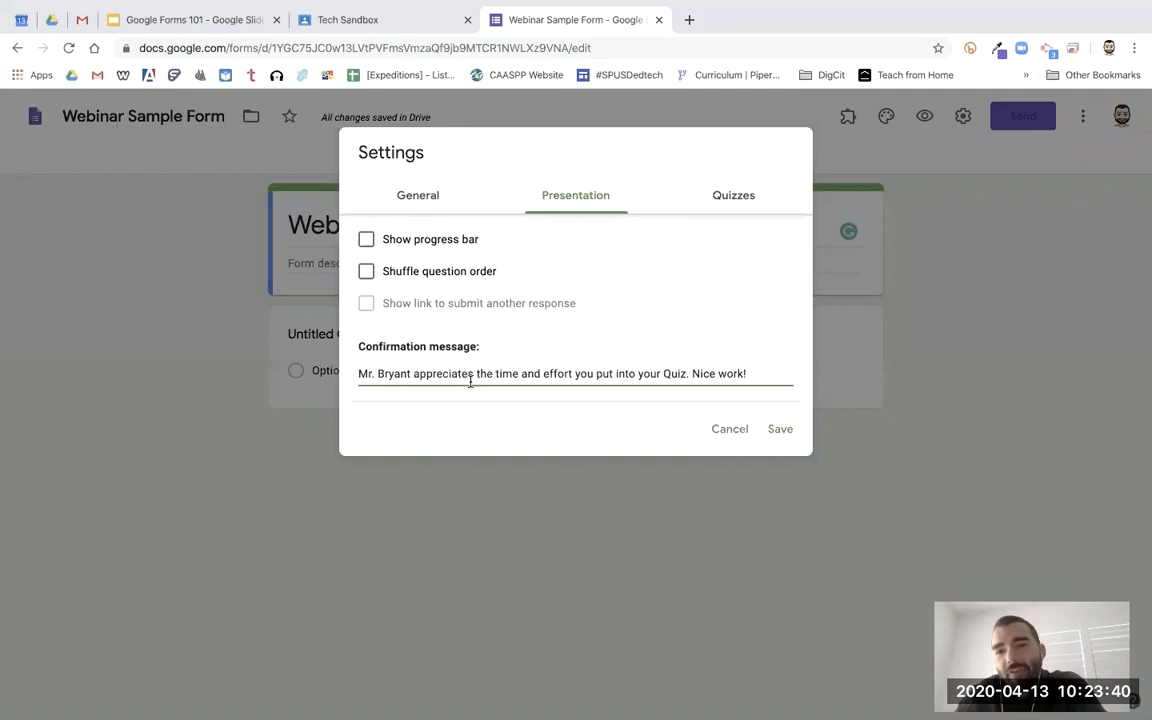 Google Forms 101 - Google Slid
Tech Sandbox
Webinar Sample Form - Google
docs.google.com/forms/d/1YGC75JC0w13LVtPVFmsVmzaQf9jb9MTCR1NWLXz9VNA/edit
Apps
[Expeditions] - List...
CAASPP Website
#SPUSDedtech
Curriculum | Piper...
DigCit
Teach from Home
»
Other Bookmarks
Webinar Sample Form
All changes saved in Drive
Send
Settings
General
Presentation
Quizzes
Show progress bar
Shuffle question order
Show link to submit another response
Confirmation message:
Mr. Bryant appreciates the time and effort you put into your Quiz. Nice work!
Cancel
Save
Web
Form desc
Untitled
Optio
2020-04-13 10:23:40